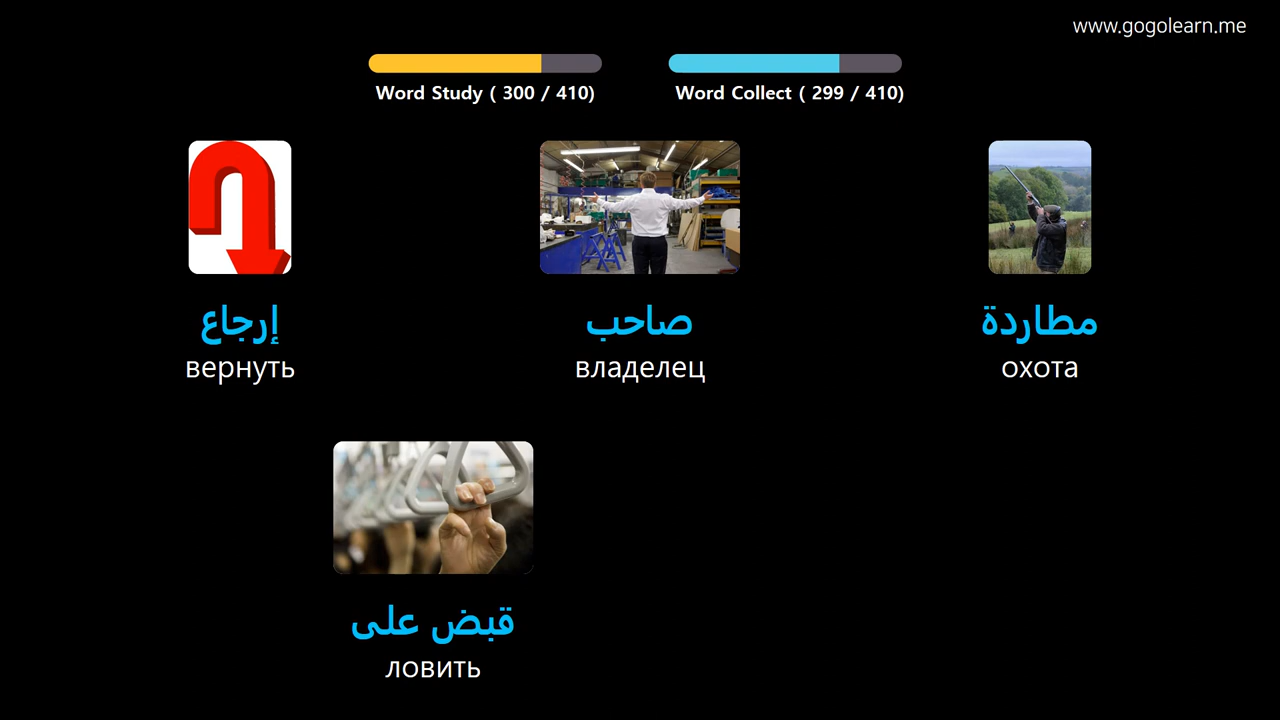 www.gogolearn.me
Word Study ( 300 / 410)
Word Collect ( 299 / 410)
إرجاع
вернуть
صاحب
владелец
مطاردة
охота
قبض على
ловить